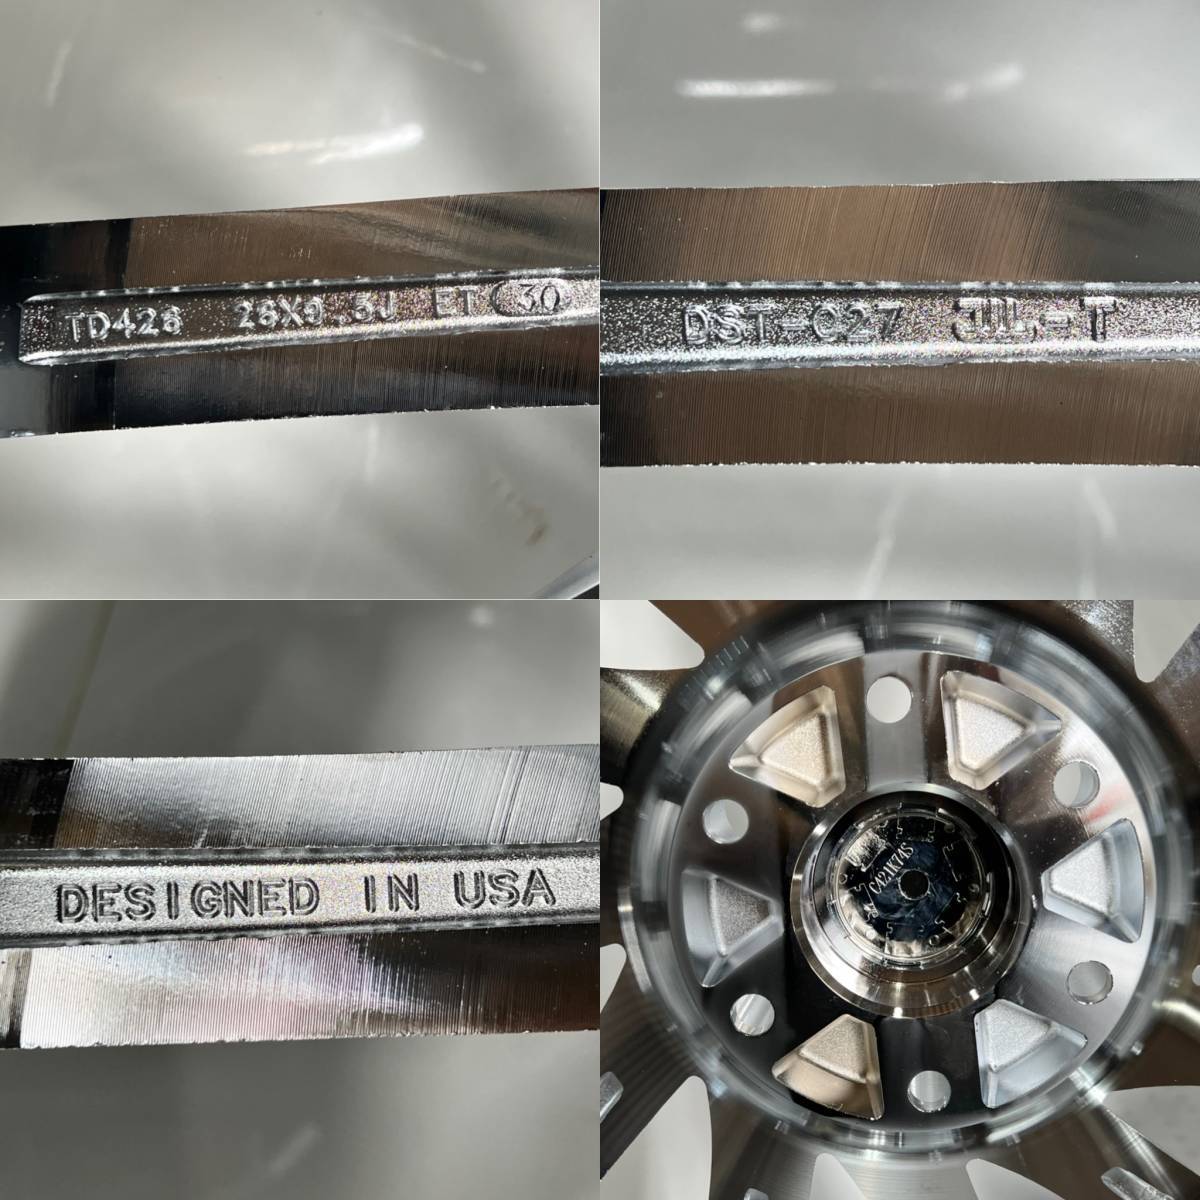 TD426 26X9.5J ET 30
DST-C27 JIL-T
DESIGNED IN USA